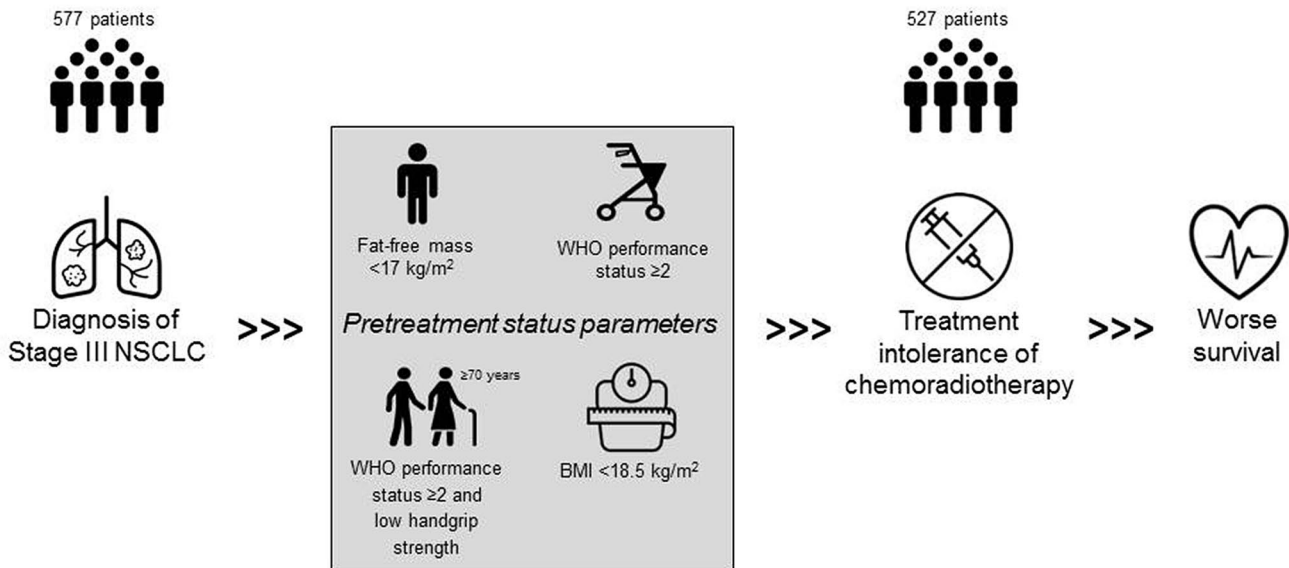 577 patients
527 patients
Diagnosis of
Stage III NSCLC
>>>
Fat-free mass
<17 kg/m²
WHO performance
status ≥2
Pretreatment status parameters
≥70 years
WHO performance
status ≥2 and
low handgrip
strength
BMI <18.5 kg/m²
>>>
Treatment
intolerance of
chemoradiotherapy
>>>
Worse
survival